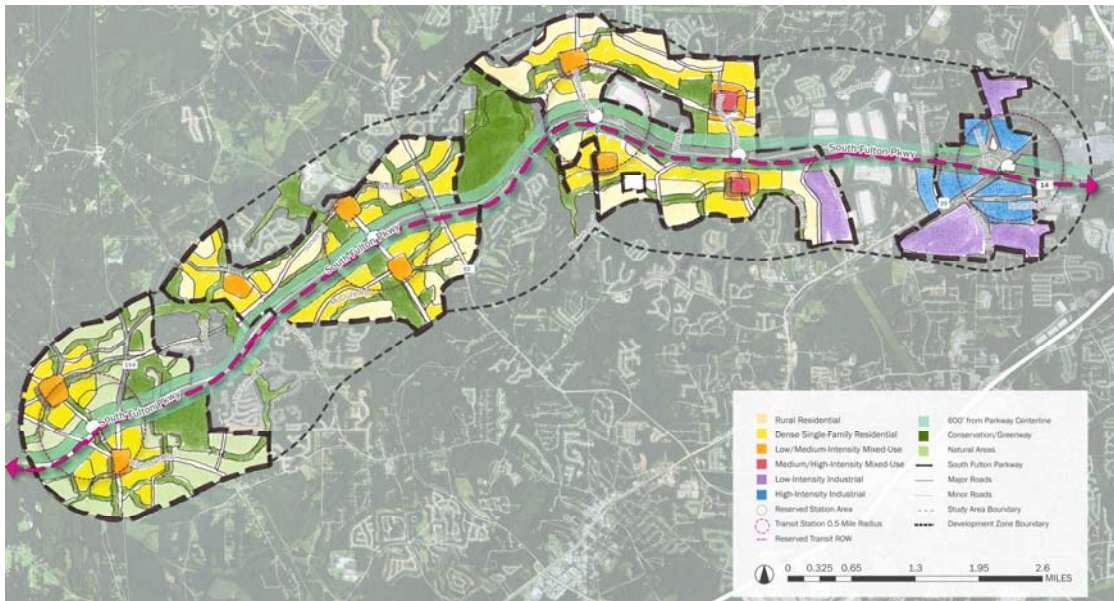 South Fulton Pkwy
14
29
South Fulton Pkwy
92
154
South Fulton Pkwy
Rural Residential
Dense Single-Family Residential
Low/Medium-Intensity Mixed-Use
Medium/High-Intensity Mixed-Use
Low-Intensity Industrial
High-Intensity Industrial
Reserved Station Area
Transit Station 0.5-Mile Radius
Reserved Transit ROW
600' from Parkway Centerline
Conservation/Greenway
Natural Areas
South Fulton Parkway
Major Roads
Minor Roads
Study Area Boundary
Development Zone Boundary
0 0.325 0.65 1.3 1.95 2.6
MILES